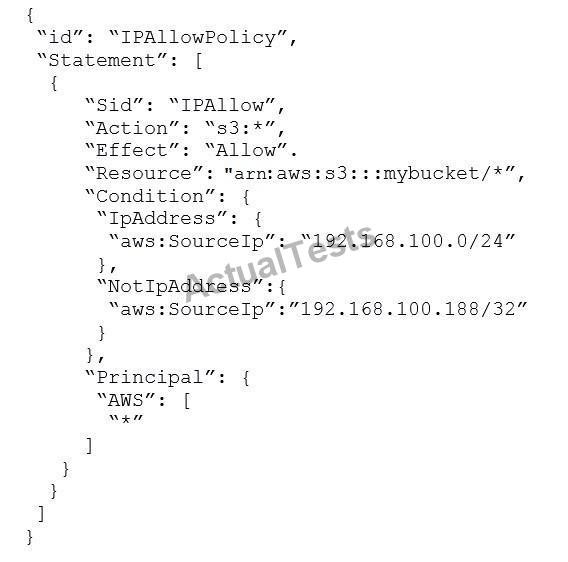 {
“id”: “IPAllowPolicy”,
“Statement”: [
{
“Sid”: “IPAllow”,
“Action”: “s3:*”,
“Effect”: “Allow”.
“Resource”: "arn:aws:s3:::mybucket/*”,
“Condition”: {
“IpAddress”: {
“aws:SourceIp”: “192.168.100.0/24”
},
“NotIpAddress”:{
“aws:SourceIp”:”192.168.100.188/32”
}
},
“Principal”: {
“AWS”: [
“*”
]
}
}
]
}
ActualTests